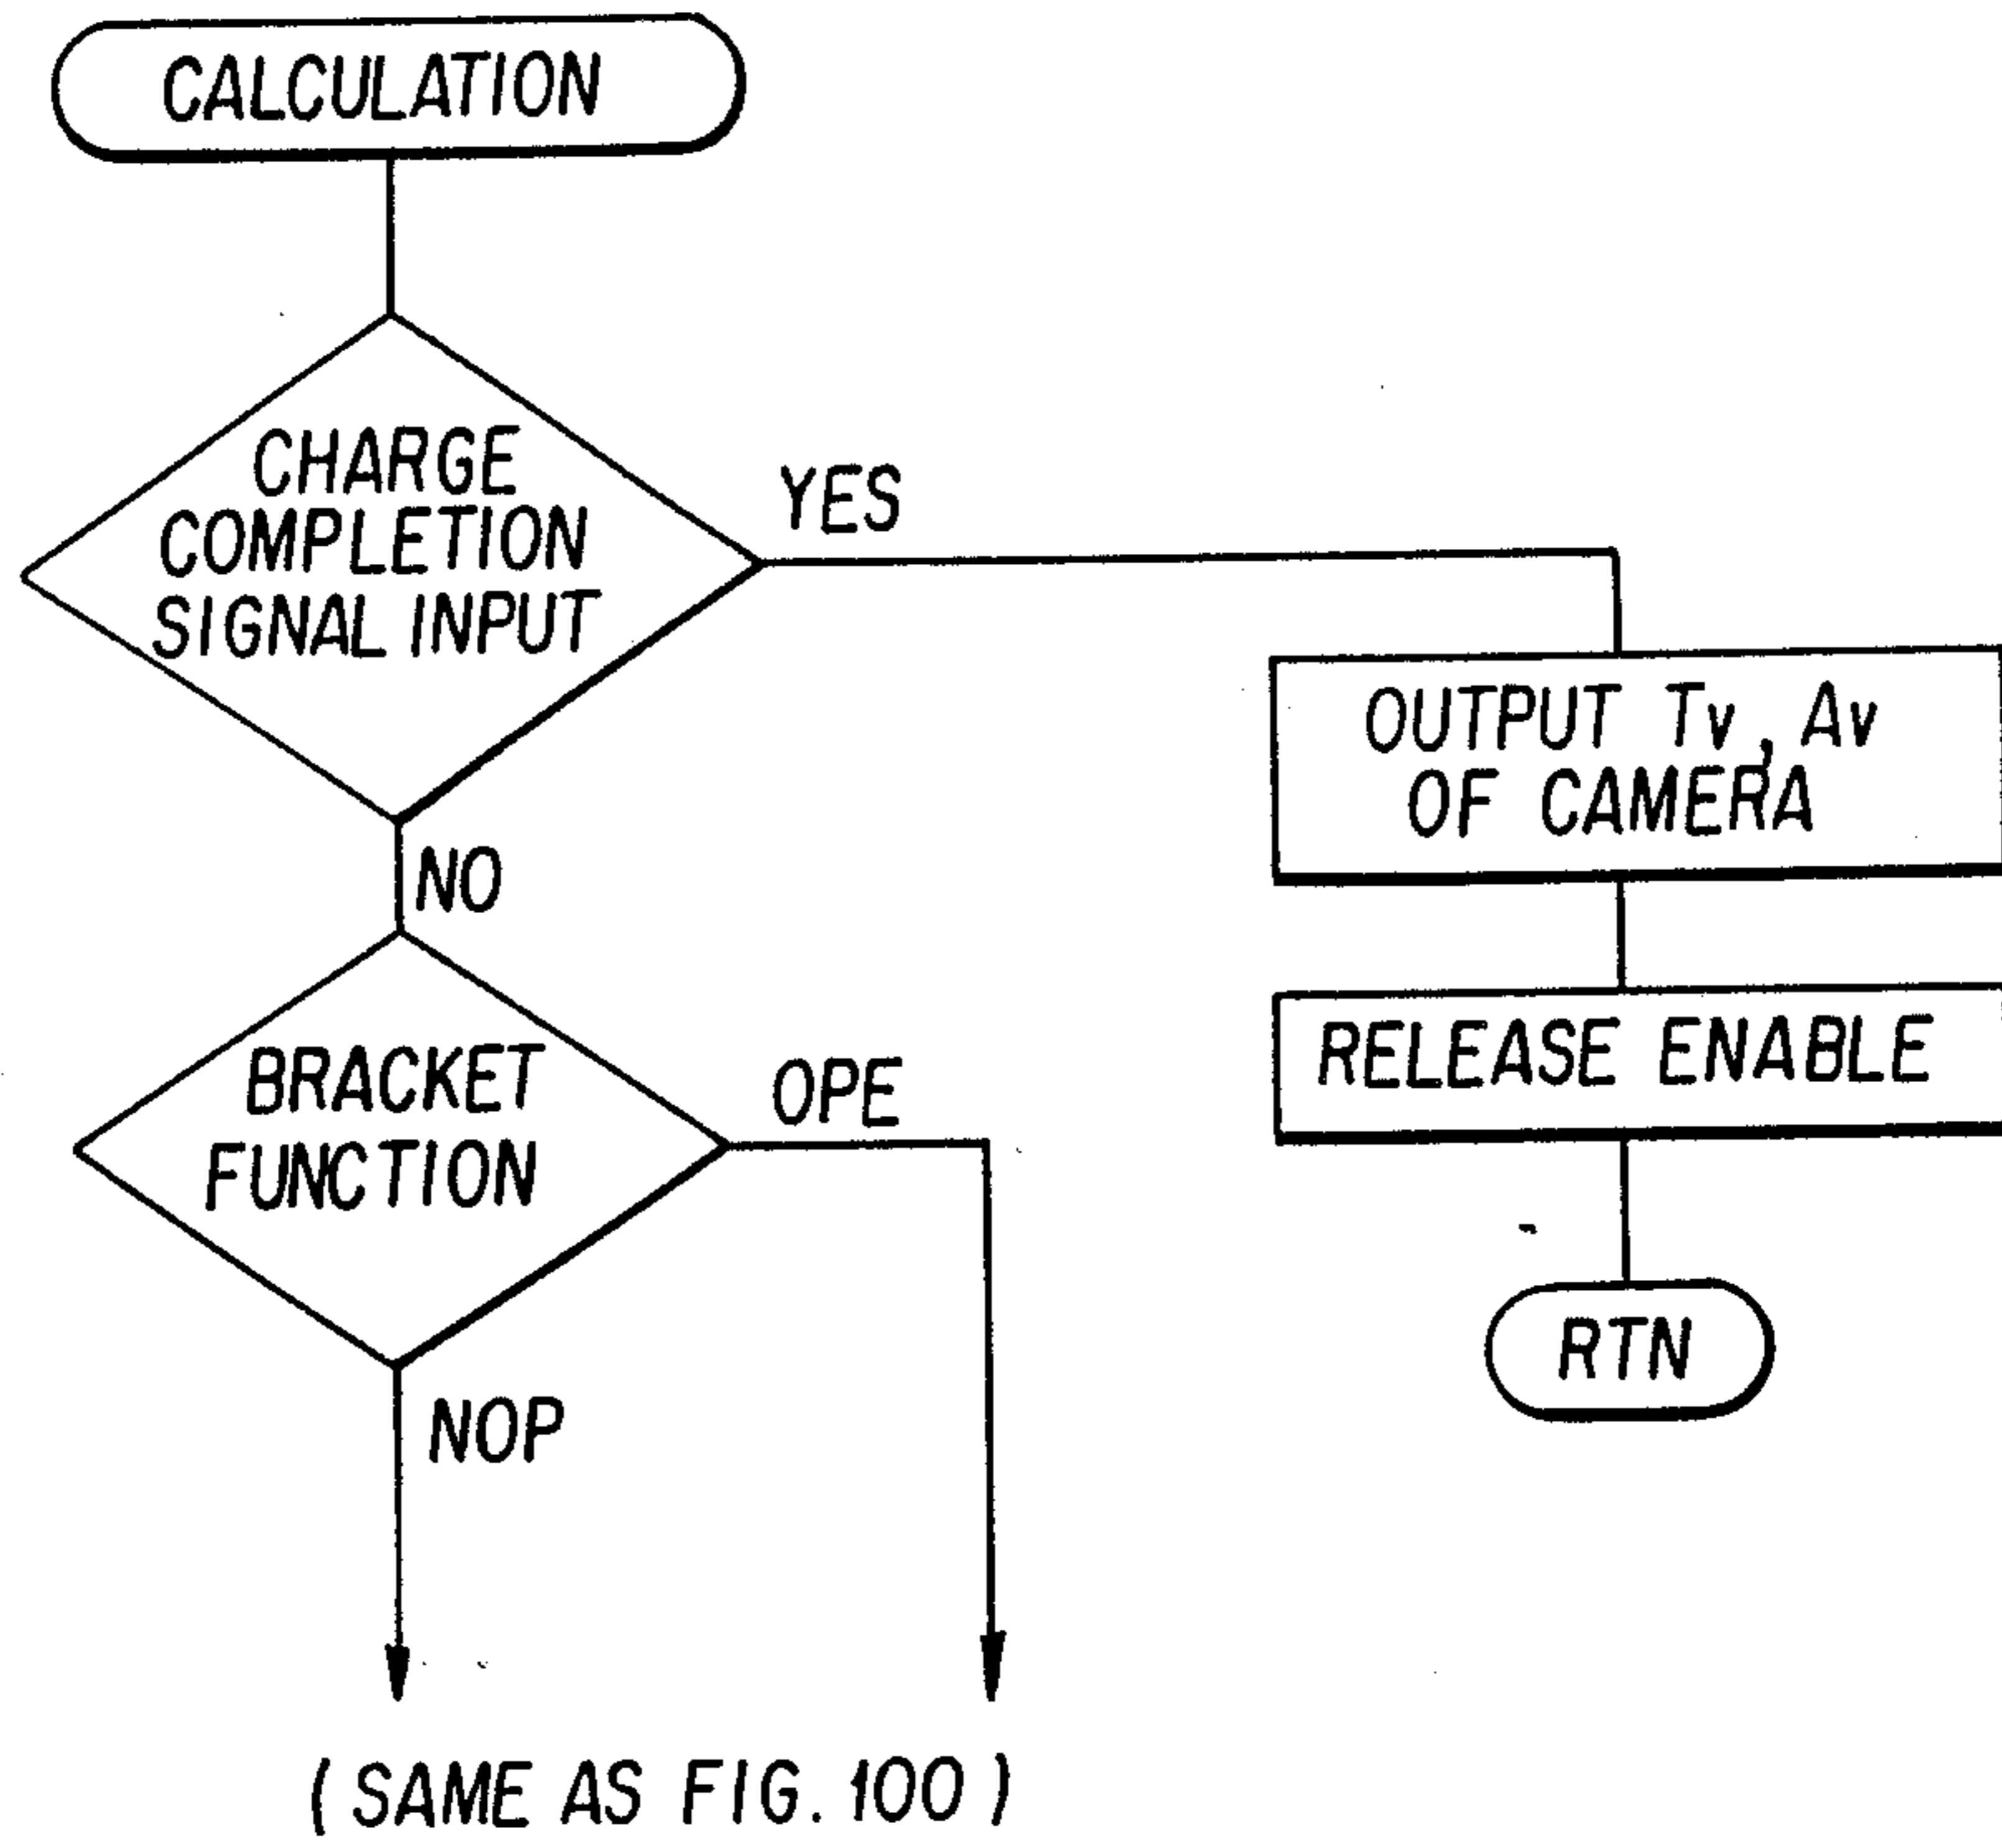 CALCULATION
CHARGE
COMPLETION
SIGNAL INPUT
YES
OUTPUT Tv, Av
OF CAMERA
NO
RELEASE ENABLE
BRACKET
FUNCTION
OPE
RTN
NOP
(SAME AS FIG. 100)